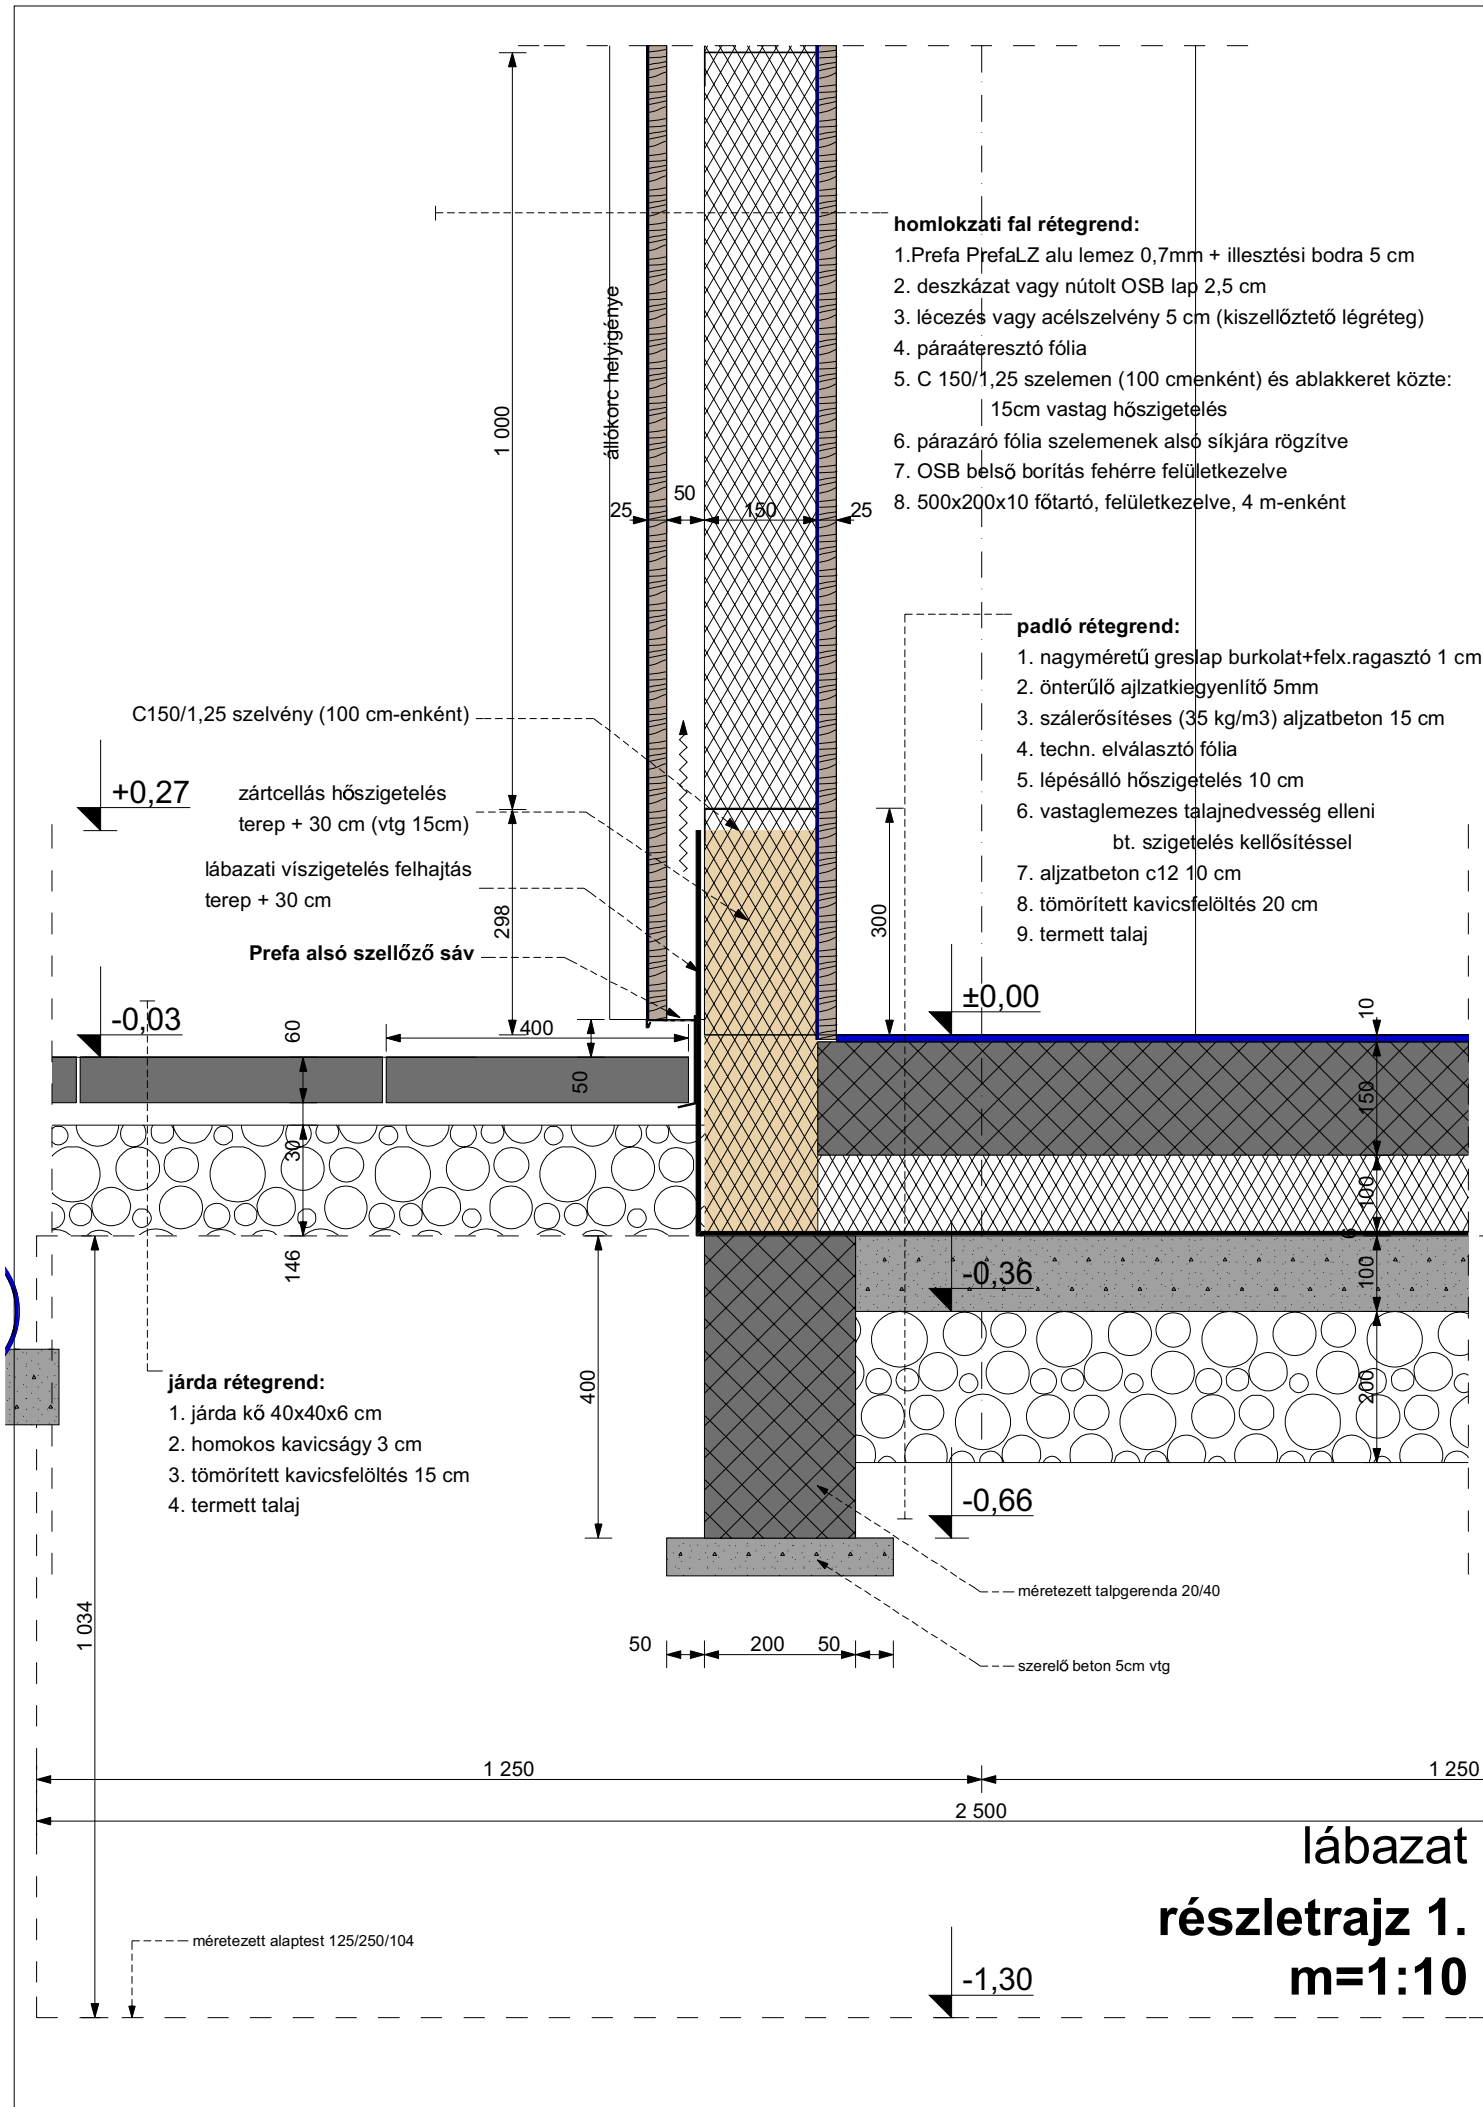 homlokzati fal rétegrend:
1.Prefa PrefaLZ alu lemez 0,7mm + illesztési bodra 5 cm
2. deszkázat vagy nútolt OSB lap 2,5 cm
3. lécezés vagy acélszelvény 5 cm (kiszellőztető légréteg)
4. páraáteresztó fólia
5. C 150/1,25 szelemen (100 cmenként) és ablakkeret közte:
15cm vastag hőszigetelés
6. párazáró fólia szelemenek alsó síkjára rögzítve
7. OSB belső borítás fehérre felületkezelve
8. 500x200x10 főtartó, felületkezelve, 4 m-enként
állókorc helyigénye
1 000
25
50
150
25
padló rétegrend:
1. nagyméretű greslap burkolat+felx.ragasztó 1 cm
2. önterűlő ajlzatkiegyenlítő 5mm
3. szálerősítéses (35 kg/m3) aljzatbeton 15 cm
4. techn. elválasztó fólia
5. lépésálló hőszigetelés 10 cm
6. vastaglemezes talajnedvesség elleni
bt. szigetelés kellősítéssel
7. aljzatbeton c12 10 cm
8. tömörített kavicsfelöltés 20 cm
9. termett talaj
C150/1,25 szelvény (100 cm-enként)
+0,27
zártcellás hőszigetelés
terep + 30 cm (vtg 15cm)
lábazati víszigetelés felhajtás
terep + 30 cm
Prefa alsó szellőző sáv
298
300
-0,03
±0,00
60
400
50
10
150
30
100
6
146
-0,36
100
200
400
járda rétegrend:
1. járda kő 40x40x6 cm
2. homokos kavicságy 3 cm
3. tömörített kavicsfelöltés 15 cm
4. termett talaj
-0,66
méretezett talpgerenda 20/40
1 034
50
200
50
szerelő beton 5cm vtg
1 250
1 250
2 500
lábazat
részletrajz 1.
m=1:10
méretezett alaptest 125/250/104
-1,30